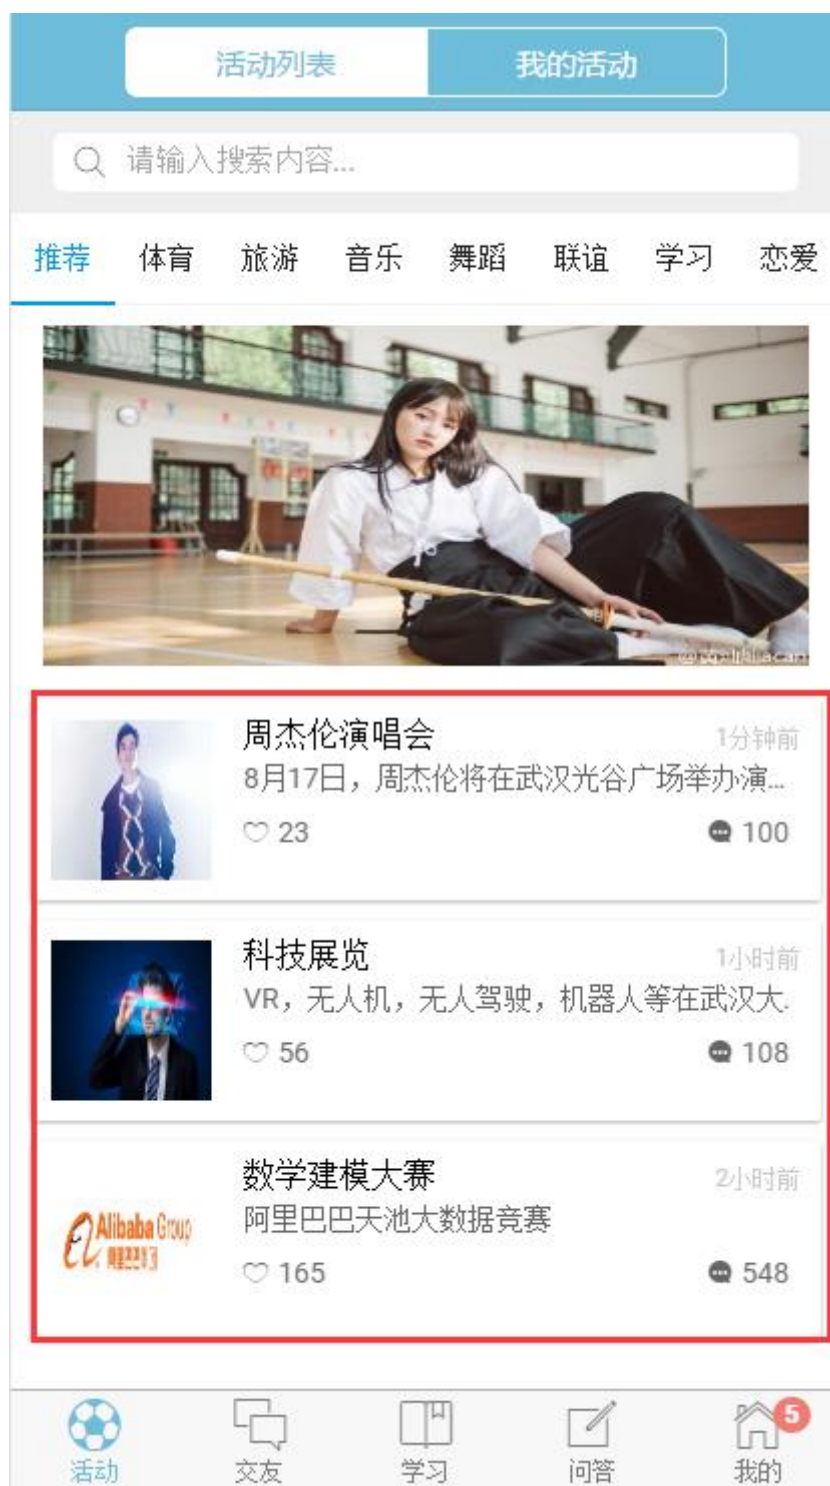 活动列表 我的活动
请输入搜索内容...
推荐 体育 旅游 音乐 舞蹈 联谊 学习 恋爱
周杰伦演唱会 1分钟前
8月17日，周杰伦将在武汉光谷广场举办演...
23 100
科技展览 1小时前
VR，无人机，无人驾驶，机器人等在武汉大.
56 108
数学建模大赛 2小时前
Alibaba Group
阿里巴巴天池大数据竞赛
165 548
5
活动 交友 学习 问答 我的